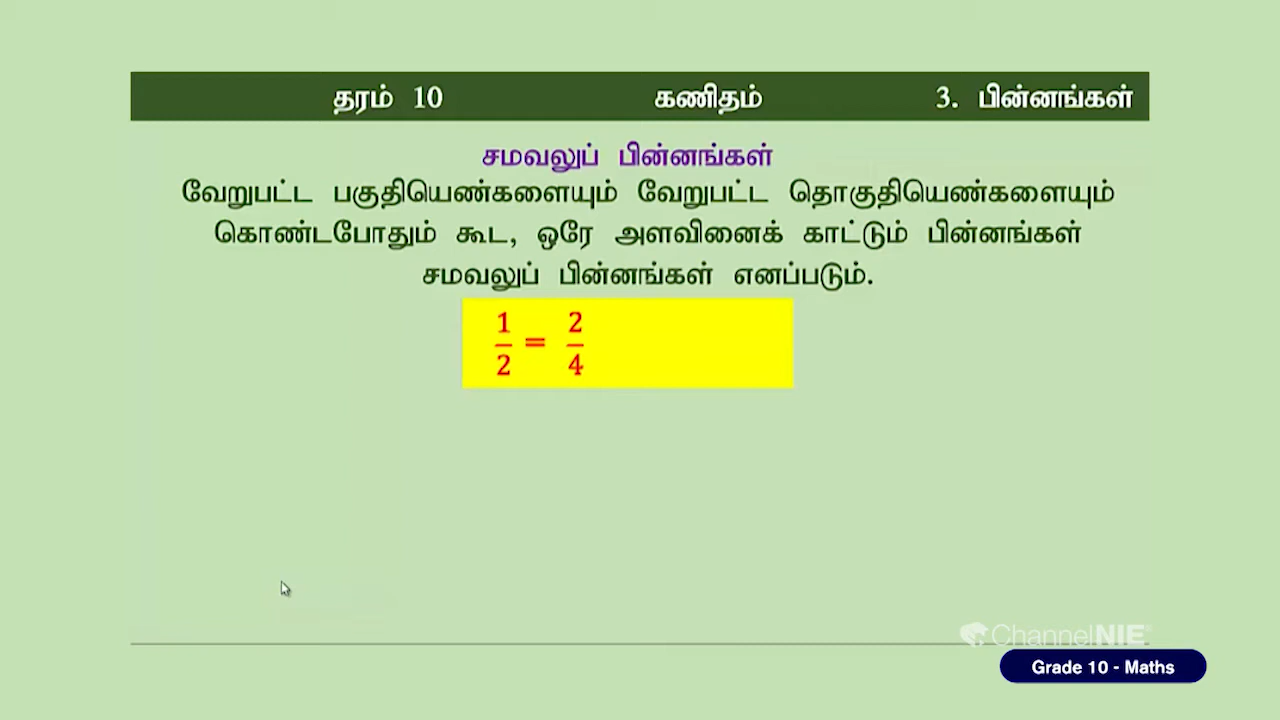 தரம் 10 கணிதம் 3. பின்னங்கள்
சமவலுப் பின்னங்கள்
வேறுபட்ட பகுதியெண்களையும் வேறுபட்ட தொகுதியெண்களையும்
கொண்டபோதும் கூட, ஒரே அளவினைக் காட்டும் பின்னங்கள்
சமவலுப் பின்னங்கள் எனப்படும்.
1/2 = 2/4
ChannelNIE
Grade 10 - Maths